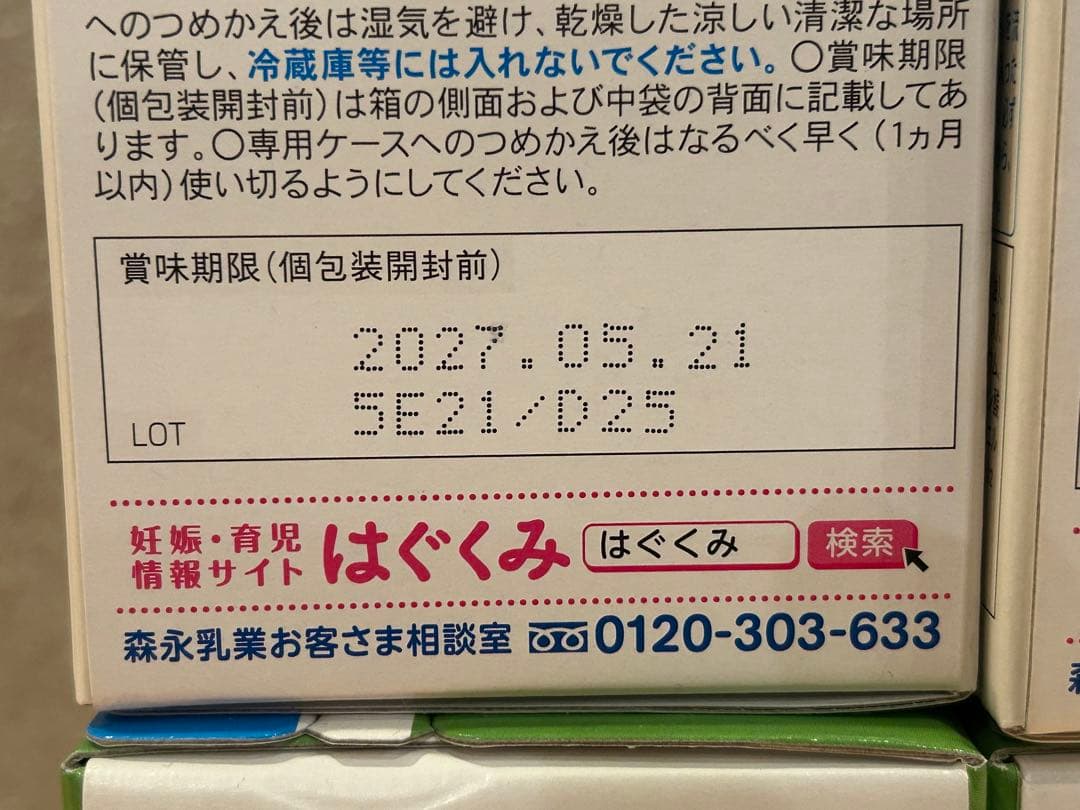 へのつめかえ後は湿気を避け、乾燥した涼しい清潔な場所
に保管し、冷蔵庫等には入れないでください。〇賞味期限
(個包装開封前)は箱の側面および中袋の背面に記載してあ
ります。〇専用ケースへのつめかえ後はなるべく早く(1ヵ月
以内)使い切るようにしてください。
賞味期限(個包装開封前)
2027.05.21
5E21/D25
LOT
妊娠・育児
情報サイト はぐくみ はぐくみ 検索
森永乳業お客さま相談室 0120-303-633